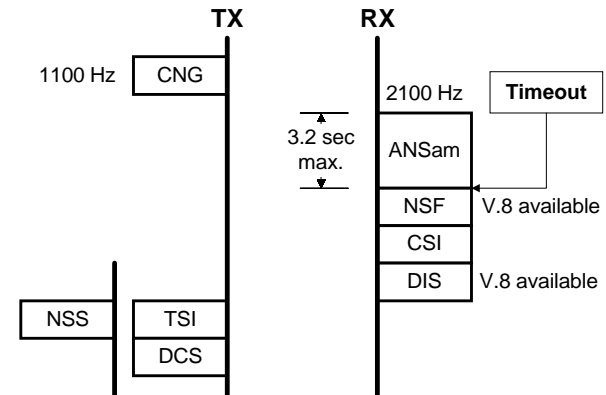 TX
RX
1100 Hz
CNG
2100 Hz
Timeout
3.2 sec
max.
ANSam
NSF
V.8 available
CSI
DIS
V.8 available
NSS
TSI
DCS